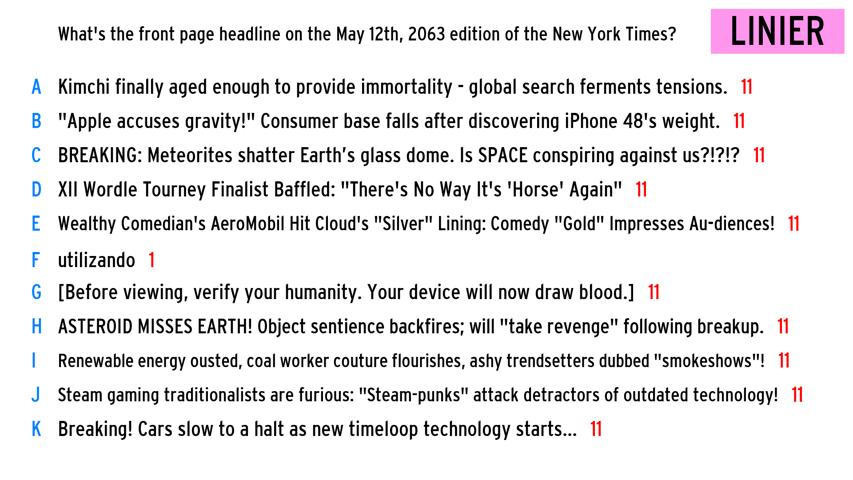 What's the front page headline on the May 12th, 2063 edition of the New York Times?
LINIER
A Kimchi finally aged enough to provide immortality - global search ferments tensions. 11
B "Apple accuses gravity!" Consumer base falls after discovering iPhone 48's weight. 11
C BREAKING: Meteorites shatter Earth’s glass dome. Is SPACE conspiring against us?!?!? 11
D XII Wordle Tourney Finalist Baffled: "There's No Way It's 'Horse' Again" 11
E Wealthy Comedian's AeroMobil Hit Cloud's "Silver" Lining: Comedy "Gold" Impresses Au-diences! 11
F utilizando 1
G [Before viewing, verify your humanity. Your device will now draw blood.] 11
H ASTEROID MISSES EARTH! Object sentience backfires; will "take revenge" following breakup. 11
I Renewable energy ousted, coal worker couture flourishes, ashy trendsetters dubbed "smokeshows"! 11
J Steam gaming traditionalists are furious: "Steam-punks" attack detractors of outdated technology! 11
K Breaking! Cars slow to a halt as new timeloop technology starts... 11